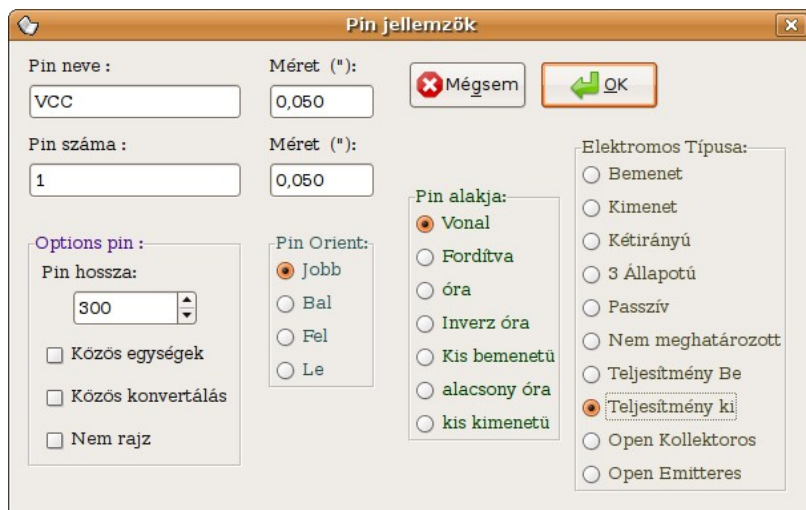 Pin jellemzők
Pin neve :
Méret ("):
VCC
0,050
Mégsem
OK
Pin száma :
Méret ("):
1
0,050
Options pin :
Pin hossza:
300
Közös egységek
Közös konvertálás
Nem rajz
Pin Orient:
Jobb
Bal
Fel
Le
Pin alakja:
Vonal
Fordítva
óra
Inverz óra
Kis bemenetü
alacsony óra
kis kimenetü
Elektromos Típusa:
Bemenet
Kimenet
Kétirányú
3 Állapotú
Passzív
Nem meghatározott
Teljesítmény Be
Teljesítmény ki
Open Kollektoros
Open Emitteres